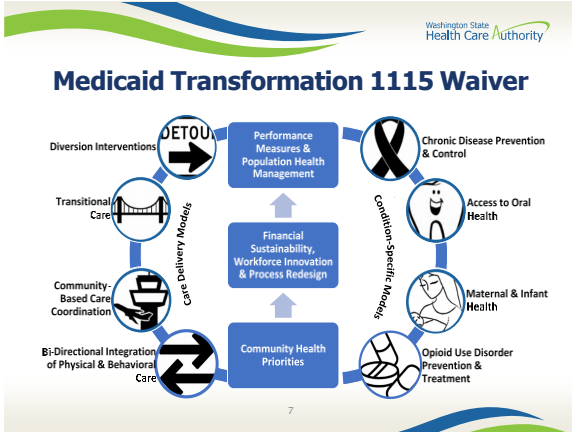 Washington State
Health Care Authority
Medicaid Transformation 1115 Waiver
DETOU
Diversion Interventions
Transitional
Care
Community-
Based Care
Coordination
Bi-Directional Integration
of Physical & Behavioral
Care
Care Delivery Models
Performance
Measures &
Population Health
Management
Financial
Sustainability,
Workforce Innovation
& Process Redesign
Community Health
Priorities
Condition-Specific Models
Chronic Disease Prevention
& Control
Access to Oral
Health
Maternal & Infant
Health
Opioid Use Disorder
Prevention &
Treatment
7